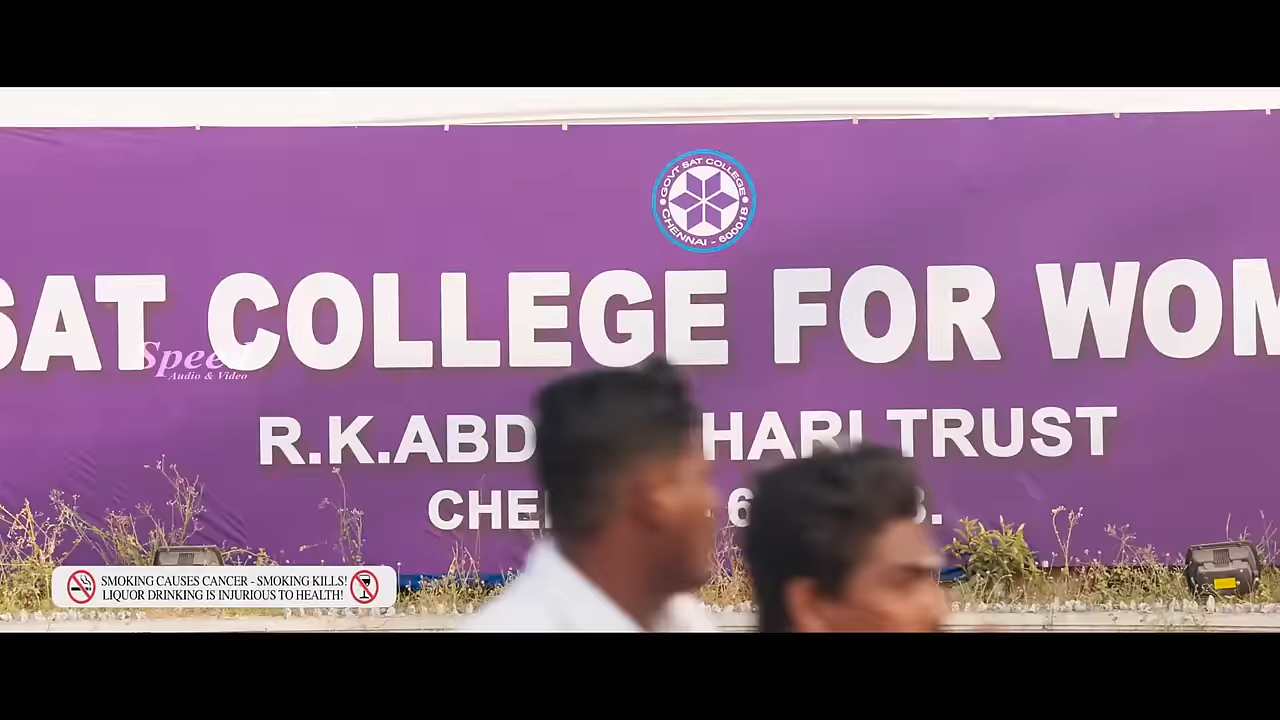 GOVT SAT COLLEGE
CHENNAI - 600018
SAT COLLEGE FOR WOM
Speed
Audio & Video
R.K.ABD HARI TRUST
CHE 6 8.
SMOKING CAUSES CANCER - SMOKING KILLS!
LIQUOR DRINKING IS INJURIOUS TO HEALTH!